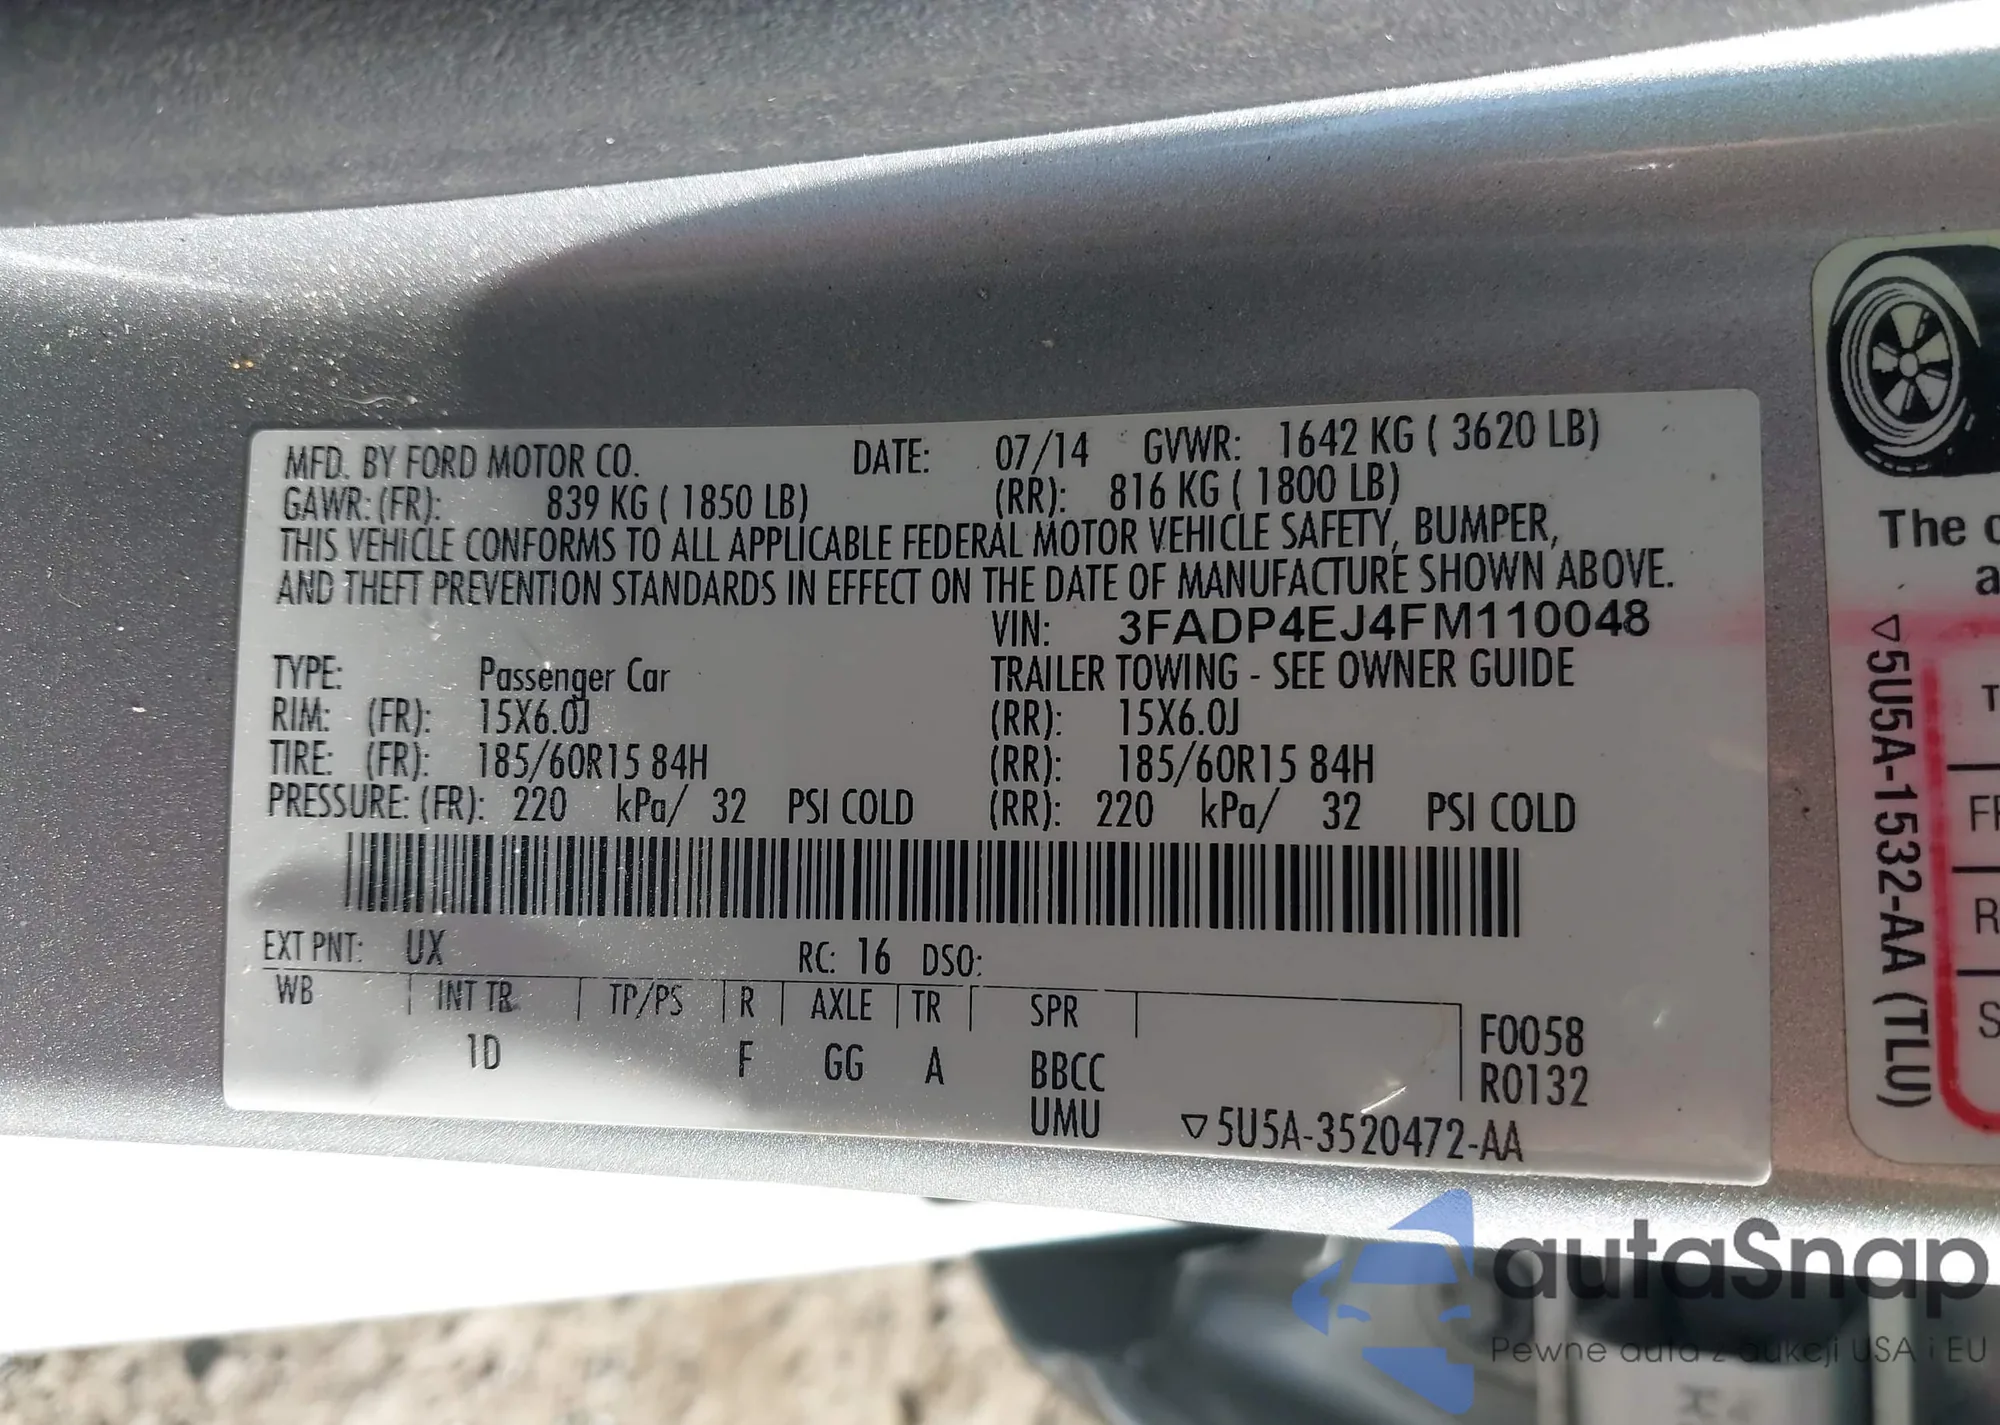 MFD. BY FORD MOTOR CO. DATE: 07/14 GVWR: 1642 KG ( 3620 LB)
GAWR: (FR): 839 KG ( 1850 LB) (RR): 816 KG ( 1800 LB)
THIS VEHICLE CONFORMS TO ALL APPLICABLE FEDERAL MOTOR VEHICLE SAFETY, BUMPER,
AND THEFT PREVENTION STANDARDS IN EFFECT ON THE DATE OF MANUFACTURE SHOWN ABOVE.
VIN: 3FADP4EJ4FM110048
TYPE: Passenger Car TRAILER TOWING - SEE OWNER GUIDE
RIM: (FR): 15X6.0J (RR): 15X6.0J
TIRE: (FR): 185/60R15 84H (RR): 185/60R15 84H
PRESSURE: (FR): 220 kPa/ 32 PSI COLD (RR): 220 kPa/ 32 PSI COLD
EXT PNT: UX RC: 16 DSO:
WB INT TR TP/PS R AXLE TR SPR
1D F GG A BBCC
UMU
F0058
R0132
▽5U5A-3520472-AA
The
▽5U5A-1532-AA (TLU)
autaSnap
Pewne auta z aukcji USA i EU